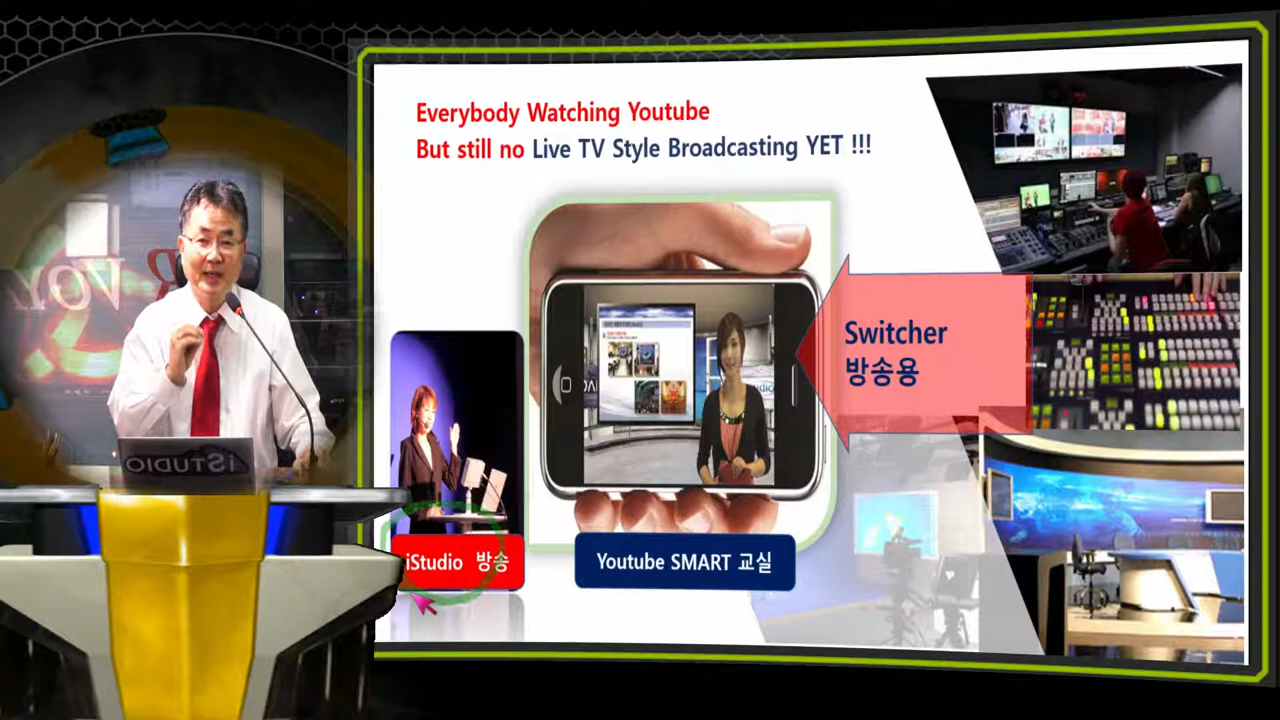 Everybody Watching Youtube
But still no Live TV Style Broadcasting YET !!!
Switcher
방송용
iStudio 방송
Youtube SMART 교실
iSTUDIO